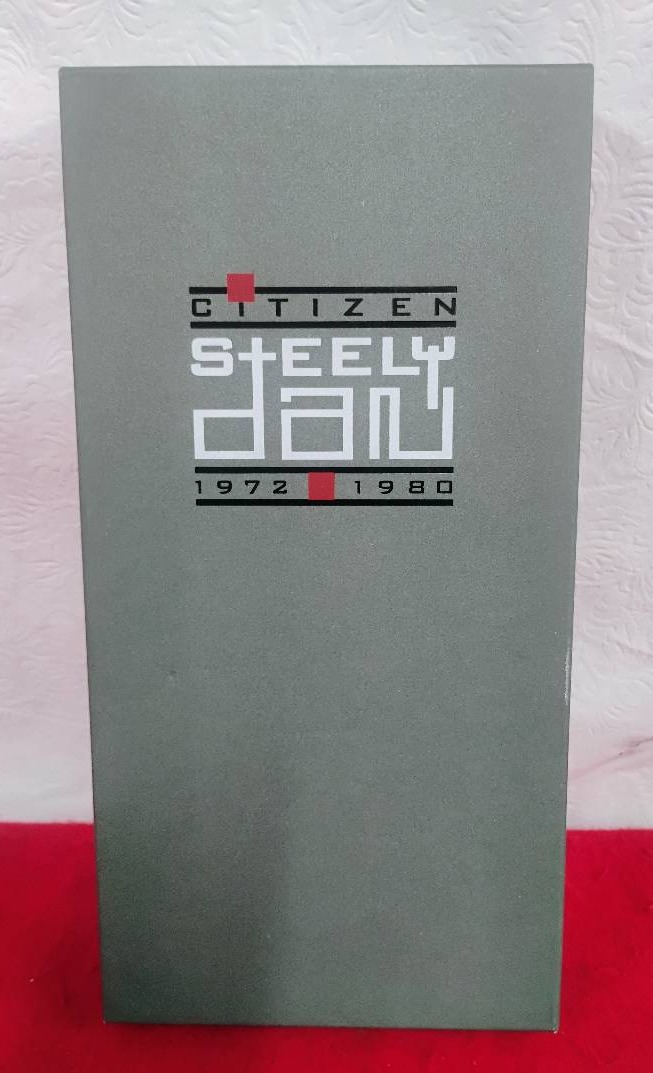 CiTIZEN
STEELY
dan
1972 1980